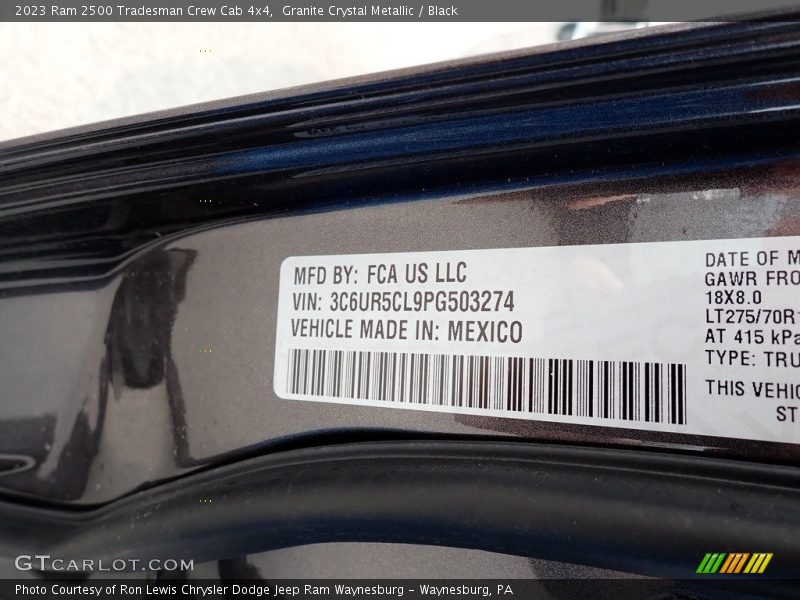 2023 Ram 2500 Tradesman Crew Cab 4x4,  Granite Crystal Metallic / Black
MFD BY: FCA US LLC
VIN: 3C6UR5CL9PG503274
VEHICLE MADE IN: MEXICO
DATE OF M
GAWR FRO
18X8.0
LT275/70R1
AT 415 kPa
TYPE: TRU
THIS VEHIC
ST
GTCARLOT.COM
Photo Courtesy of Ron Lewis Chrysler Dodge Jeep Ram Waynesburg - Waynesburg, PA